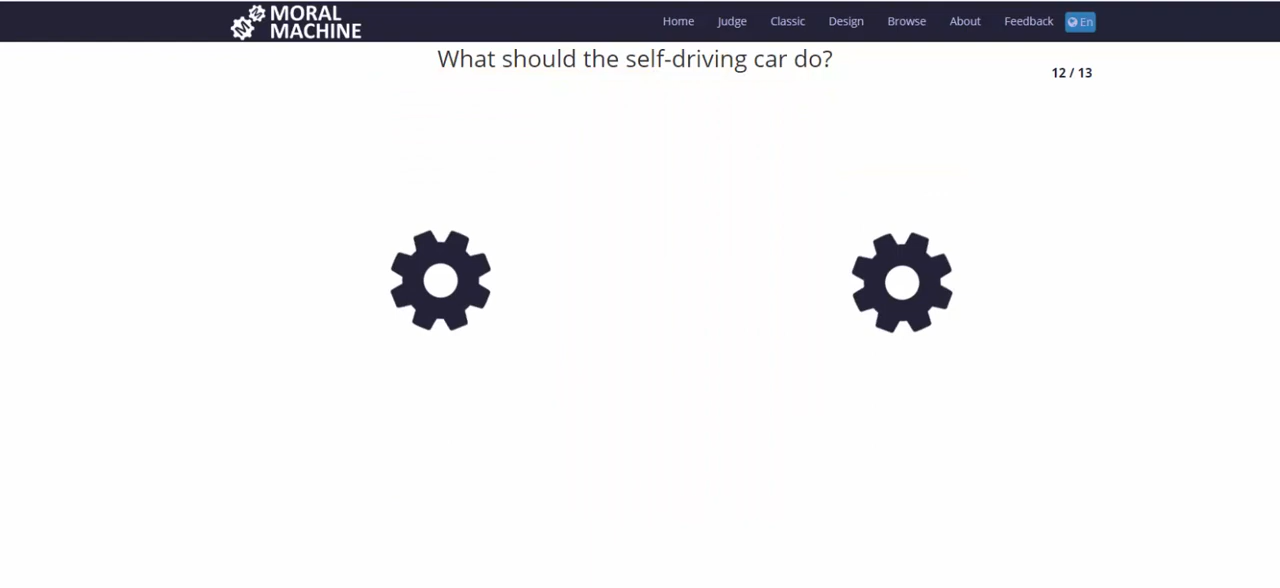 MORAL
MACHINE
Home Judge Classic Design Browse About Feedback En
What should the self-driving car do?
12 / 13